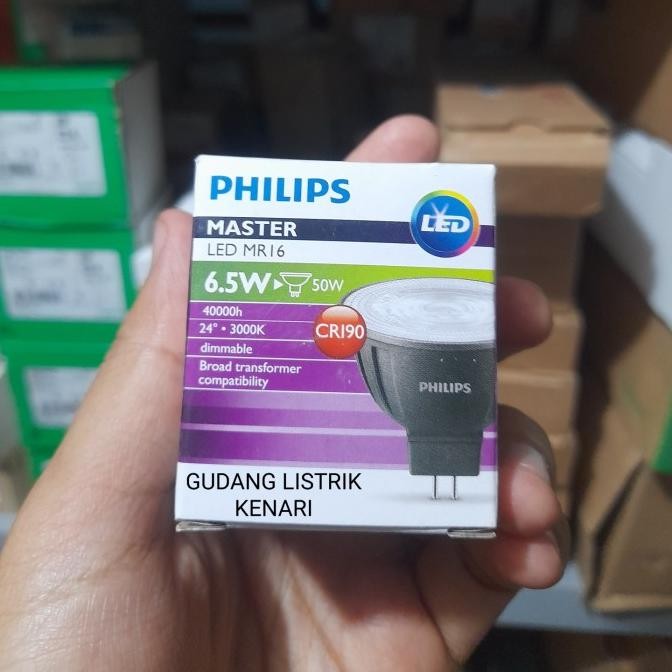 PHILIPS
MASTER
LED MR16
LED
6.5W 50W
40000h
24° • 3000K
CRI90
dimmable
Broad transformer
compatibility
PHILIPS
GUDANG LISTRIK
KENARI